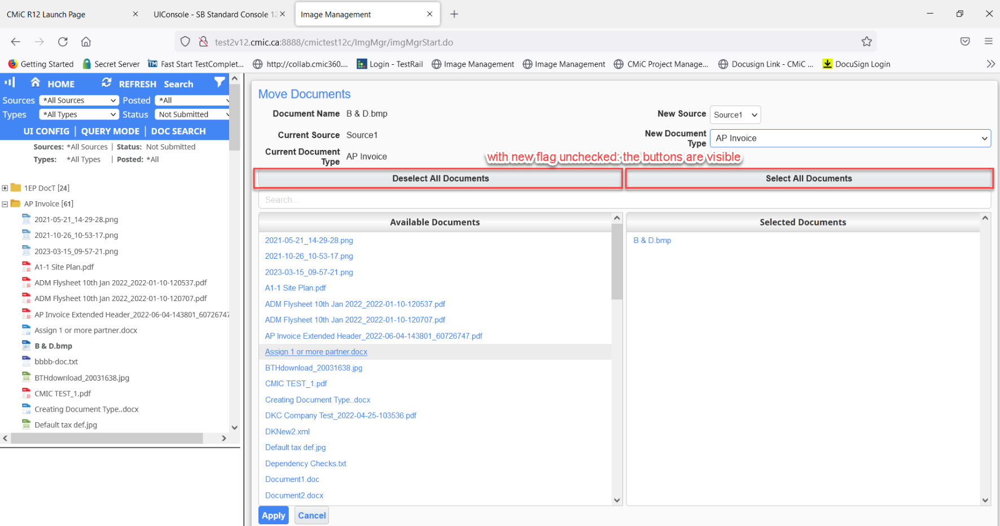 CMiC R12 Launch Page
UIConsole - SB Standard Console 12
Image Management
test2v12.cmic.ca:8888/cmictest12c/ImgMgr/imgMgrStart.do
Getting Started
Secret Server
Fast Start TestComplet...
http://collab.cmic360....
Login - TestRail
Image Management
Image Management
CMiC Project Manage...
Docusign Link - CMiC ...
DocuSign Login
HOME
REFRESH
Search
Sources
*All Sources
Posted
*All
Types
*All Types
Status
Not Submitted
UI CONFIG | QUERY MODE | DOC SEARCH
Sources: *All Sources | Status: Not Submitted
Types: *All Types | Posted: *All
1EP DocT [24]
AP Invoice [61]
2021-05-21_14-29-28.png
2021-10-26_10-53-17.png
2023-03-15_09-57-21.png
A1-1 Site Plan.pdf
ADM Flysheet 10th Jan 2022_2022-01-10-120537.pdf
ADM Flysheet 10th Jan 2022_2022-01-10-120707.pdf
AP Invoice Extended Header_2022-06-04-143801_60726747
Assign 1 or more partner.docx
B & D.bmp
bbbb-doc.txt
BTHdownload_20031638.jpg
CMIC TEST_1.pdf
Creating Document Type..docx
Default tax def.jpg
Move Documents
Document Name
B & D.bmp
New Source
Source1
Current Source
Source1
New Document
Type
AP Invoice
Current Document
Type
AP Invoice
with new flag unchecked: the buttons are visible
Deselect All Documents
Select All Documents
Search...
Available Documents
2021-05-21_14-29-28.png
2021-10-26_10-53-17.png
2023-03-15_09-57-21.png
A1-1 Site Plan.pdf
ADM Flysheet 10th Jan 2022_2022-01-10-120537.pdf
ADM Flysheet 10th Jan 2022_2022-01-10-120707.pdf
AP Invoice Extended Header_2022-06-04-143801_60726747.pdf
Assign 1 or more partner.docx
BTHdownload_20031638.jpg
CMIC TEST_1.pdf
Creating Document Type..docx
DKC Company Test_2022-04-25-103536.pdf
DKNew2.xml
Default tax def.jpg
Dependency Checks.txt
Document1.doc
Document2.docx
Selected Documents
B & D.bmp
Apply
Cancel